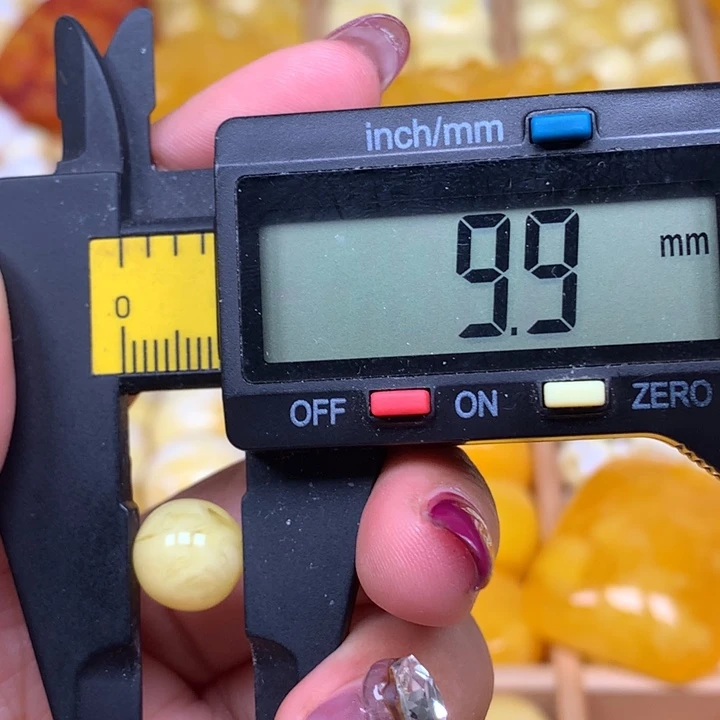 inch/mm
9.9 mm
0
OFF ON ZERO